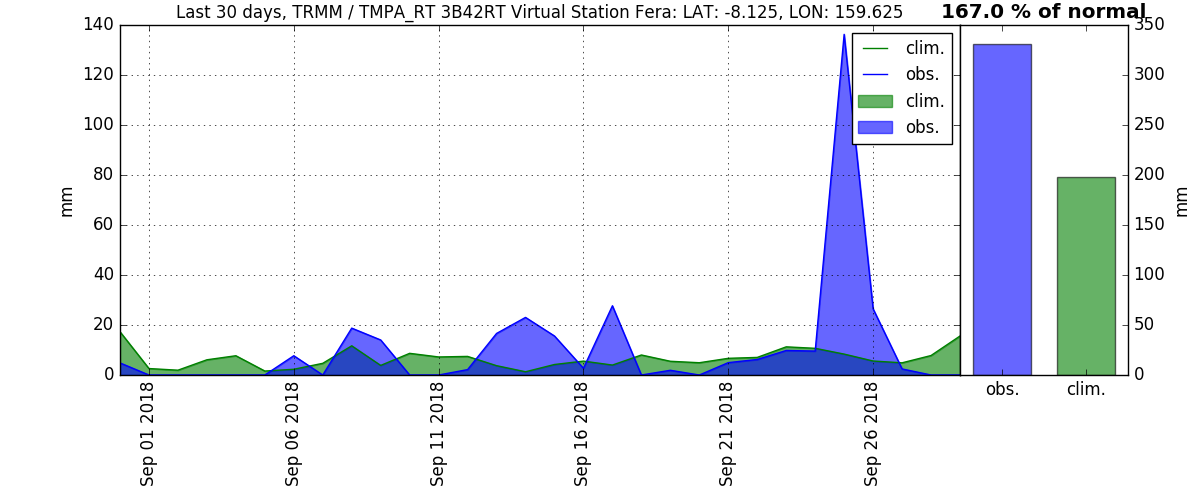 Last 30 days, TRMM / TMPA_RT 3B42RT Virtual Station Fera: LAT: -8.125, LON: 159.625
167.0 % of normal
mm
140
120
100
80
60
40
20
0
clim.
obs.
clim.
obs.
Sep 01 2018
Sep 06 2018
Sep 11 2018
Sep 16 2018
Sep 21 2018
Sep 26 2018
350
300
250
200
150
100
50
0
mm
obs.
clim.